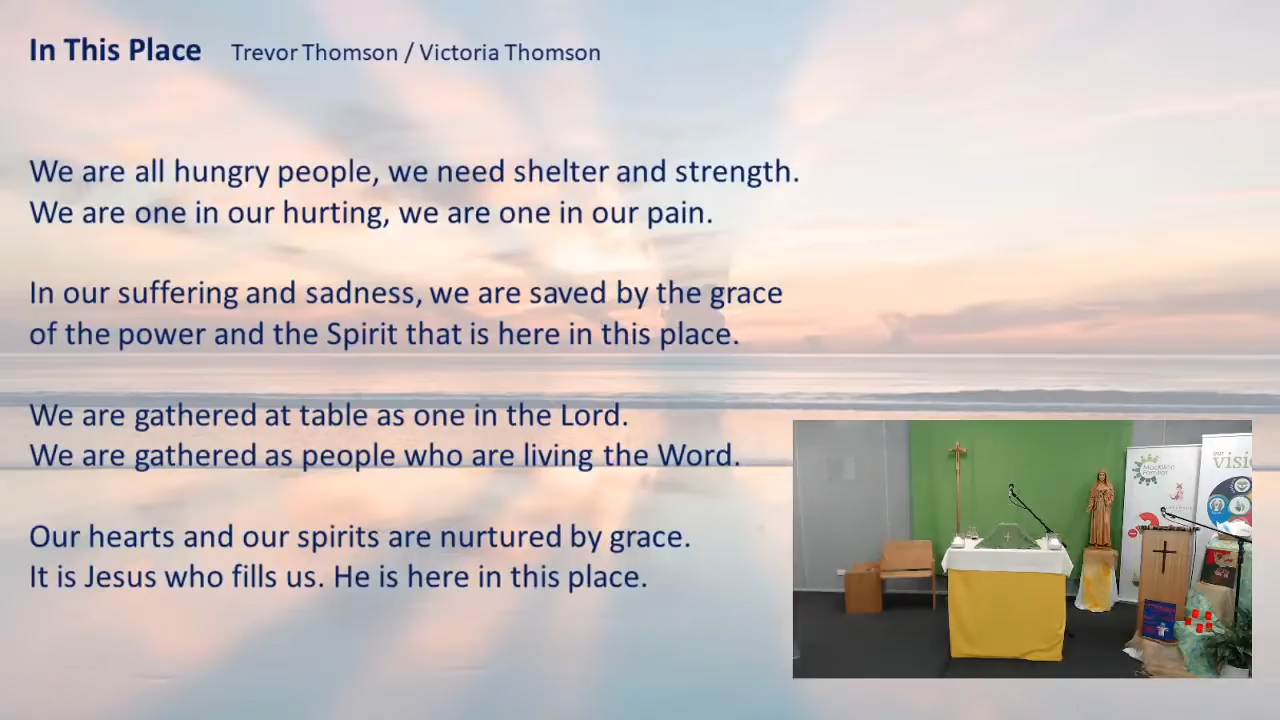 In This Place Trevor Thomson / Victoria Thomson
We are all hungry people, we need shelter and strength.
We are one in our hurting, we are one in our pain.
In our suffering and sadness, we are saved by the grace
of the power and the Spirit that is here in this place.
We are gathered at table as one in the Lord.
We are gathered as people who are living the Word.
Our hearts and our spirits are nurtured by grace.
It is Jesus who fills us. He is here in this place.
our
visi